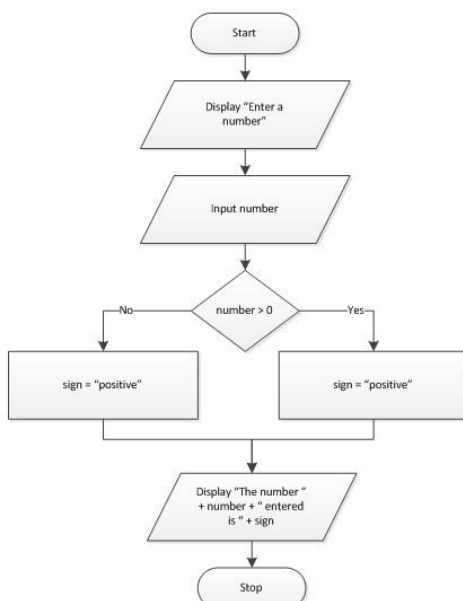 Start
Display “Enter a
number”
Input number
number > 0
No
Yes
sign = “positive”
sign = “positive”
Display “The number “
+ number + “ entered
is “ + sign
Stop